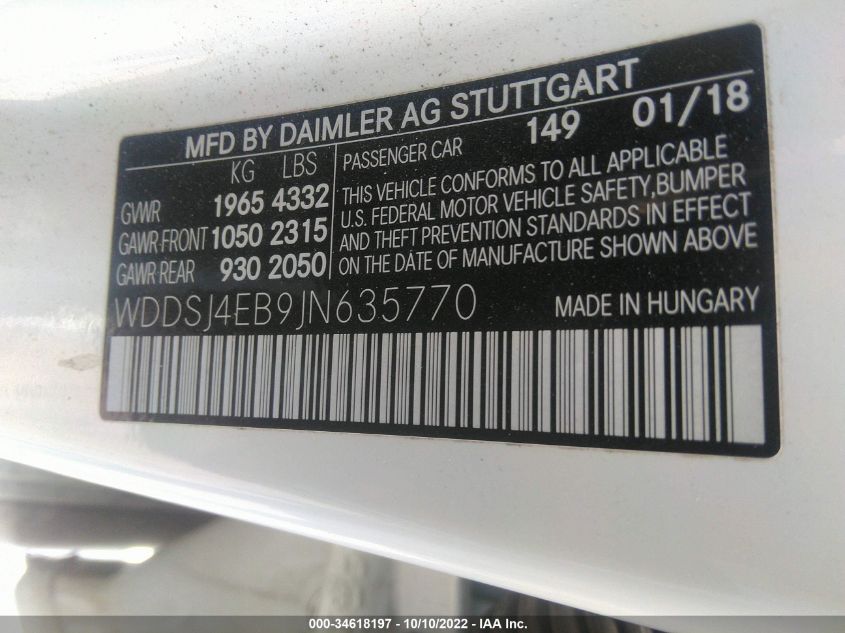 MFD BY DAIMLER AG STUTTGART
KG LBS
GVWR 1965 4332
GAWR-FRONT 1050 2315
GAWR REAR 930 2050
PASSENGER CAR 149 01/18
THIS VEHICLE CONFORMS TO ALL APPLICABLE
U.S. FEDERAL MOTOR VEHICLE SAFETY, BUMPER
AND THEFT PREVENTION STANDARDS IN EFFECT
ON THE DATE OF MANUFACTURE SHOWN ABOVE
WDDSJ4EB9JN635770
MADE IN HUNGARY
000-34618197 - 10/10/2022 - IAA Inc.